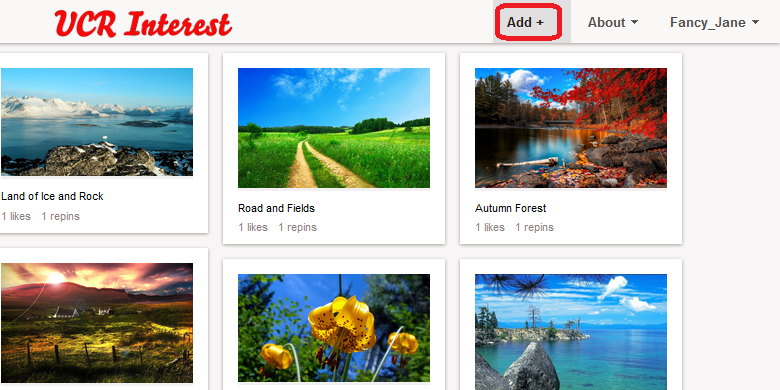 UCR Interest
Add +
About
Fancy_Jane
Land of Ice and Rock
1 likes 1 repins
Road and Fields
1 likes 1 repins
Autumn Forest
1 likes 1 repins